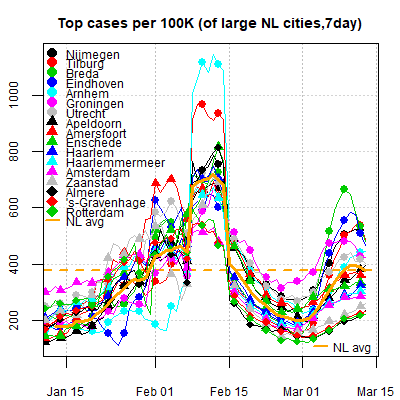 Top cases per 100K (of large NL cities,7day)
Nijmegen
Tilburg
Breda
Eindhoven
Arnhem
Groningen
Utrecht
Apeldoorn
Amersfoort
Enschede
Haarlem
Haarlemmermeer
Amsterdam
Zaanstad
Almere
's-Gravenhage
Rotterdam
NL avg
1000
800
600
400
200
NL avg
Jan 15
Feb 01
Feb 15
Mar 01
Mar 15